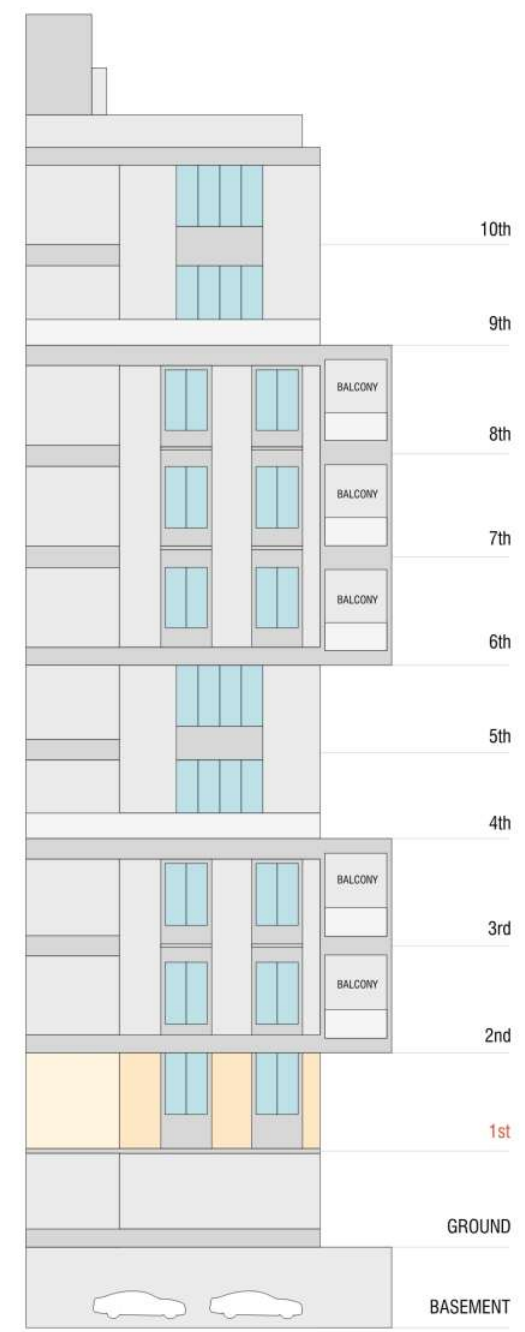 10th
9th
BALCONY
8th
BALCONY
7th
BALCONY
6th
5th
4th
BALCONY
3rd
BALCONY
2nd
1st
GROUND
BASEMENT